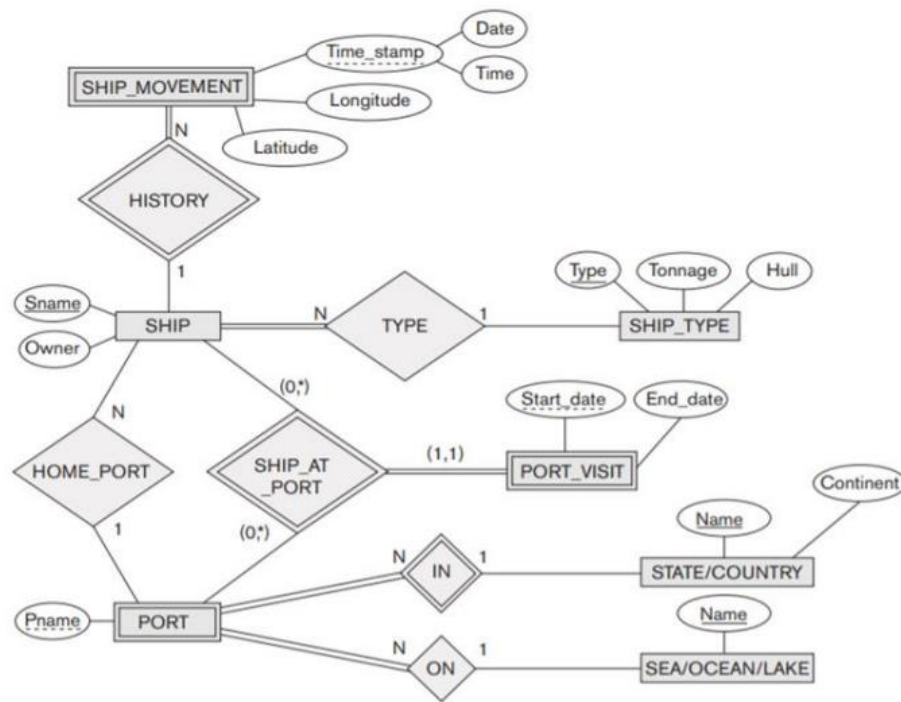 Date
Time_stamp
Time
SHIP_MOVEMENT
Longitude
N
Latitude
HISTORY
1
Type
Tonnage
Hull
Sname
N
1
SHIP
TYPE
SHIP_TYPE
Owner
(0,*)
Start_date
End_date
N
HOME_PORT
SHIP_AT
_PORT
(1,1)
PORT_VISIT
Continent
1
(0,*)
Name
N
1
IN
STATE/COUNTRY
Pname
PORT
Name
N
1
ON
SEA/OCEAN/LAKE